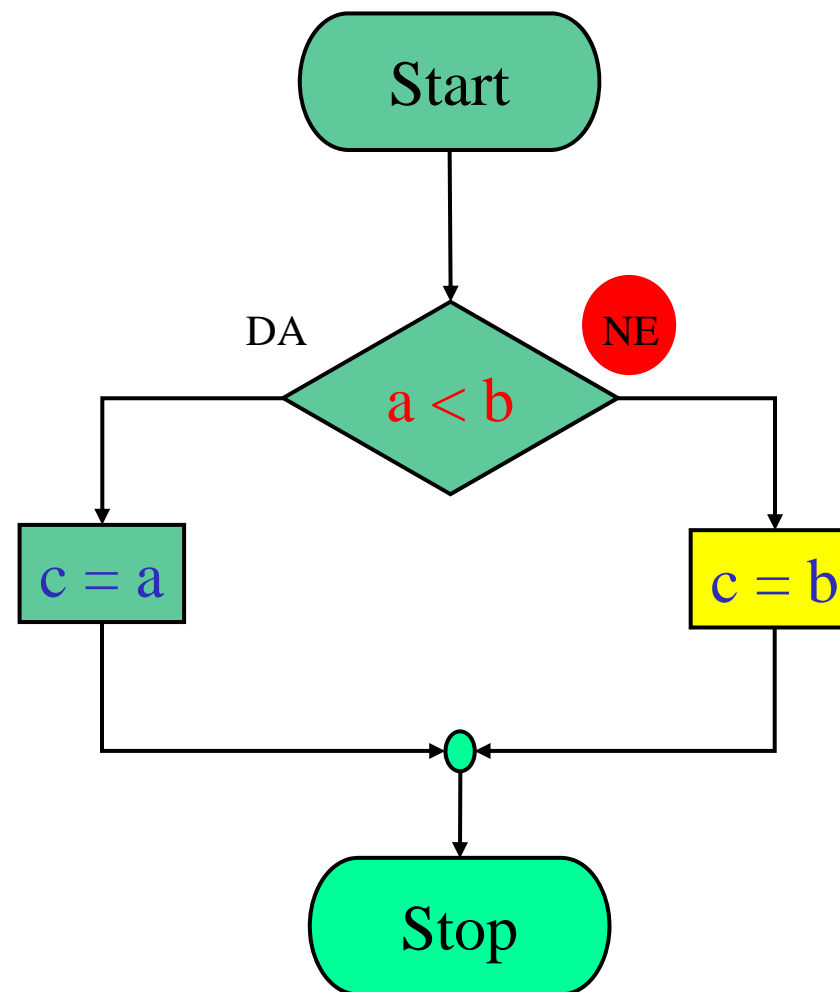 Start
DA
NE
a < b
c = a
c = b
Stop